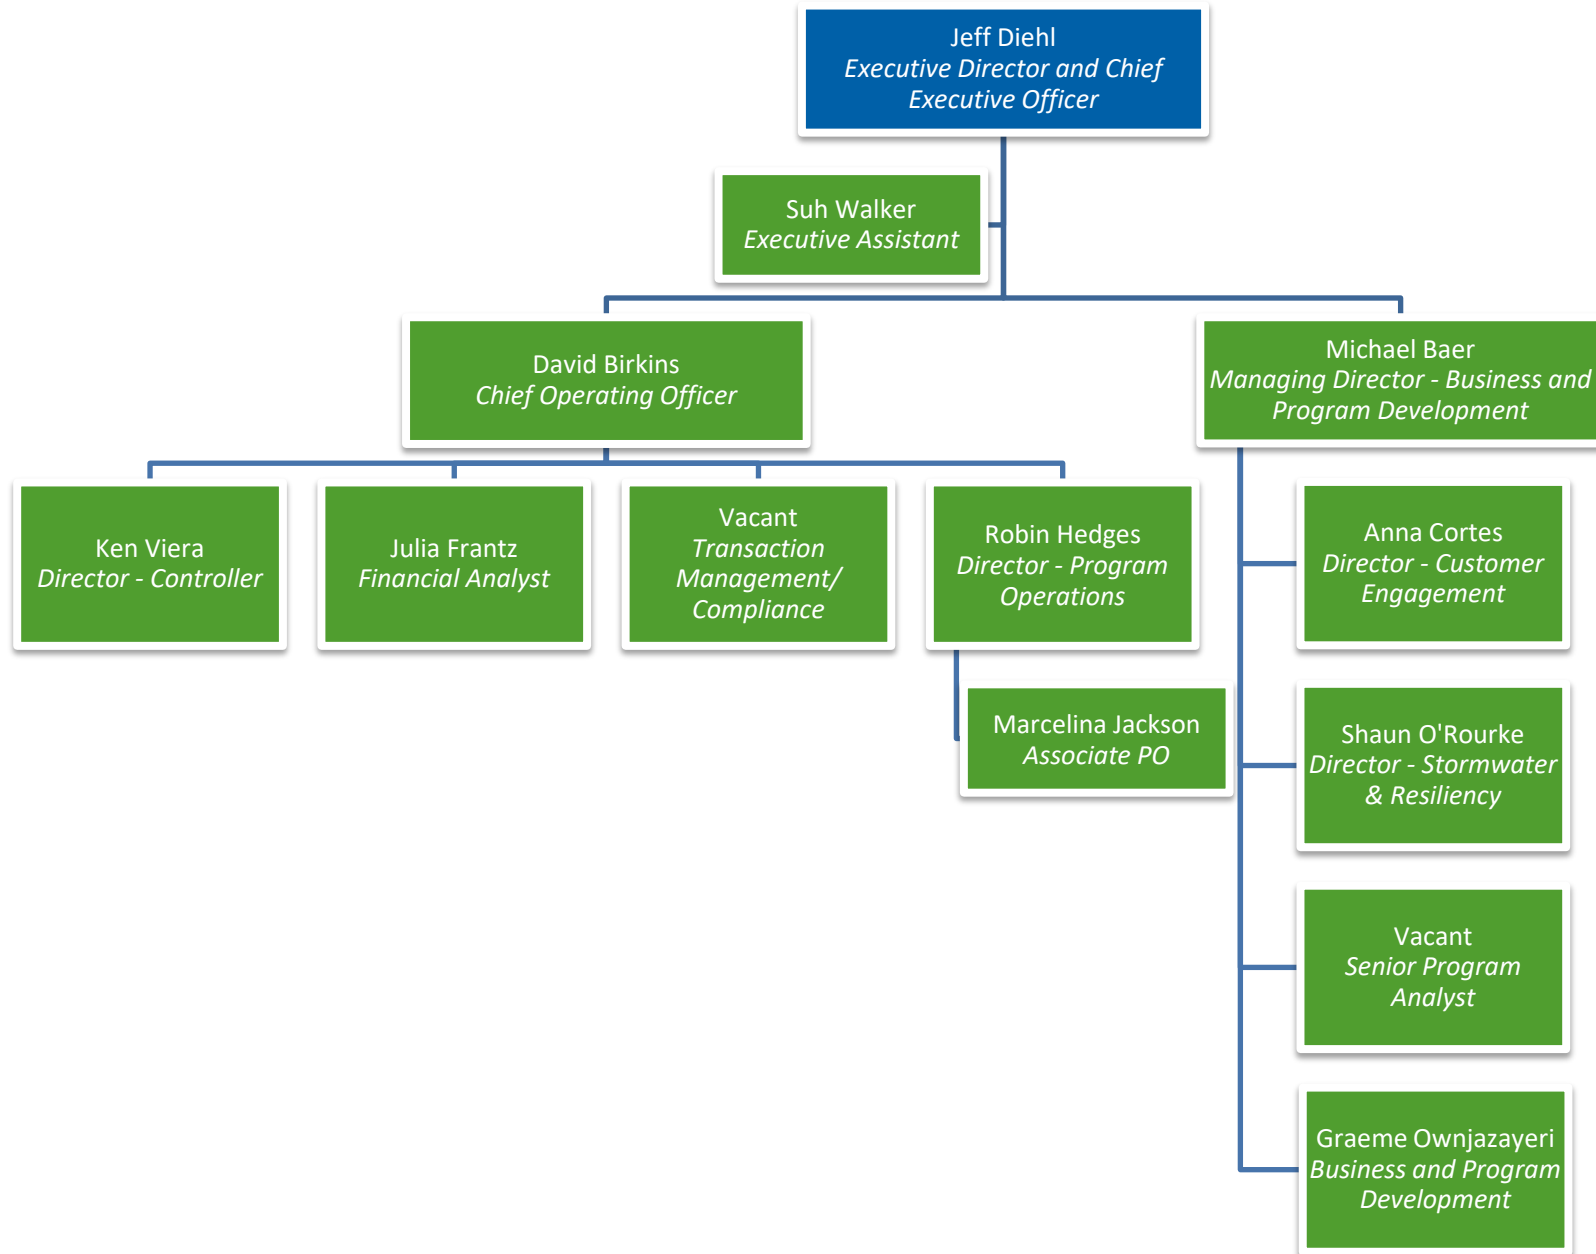 Jeff Diehl
Executive Director and Chief
Executive Officer
Suh Walker
Executive Assistant
David Birkins
Chief Operating Officer
Michael Baer
Managing Director - Business and
Program Development
Ken Viera
Director - Controller
Julia Frantz
Financial Analyst
Vacant
Transaction
Management/
Compliance
Robin Hedges
Director - Program
Operations
Marcelina Jackson
Associate PO
Anna Cortes
Director - Customer
Engagement
Shaun O'Rourke
Director - Stormwater
& Resiliency
Vacant
Senior Program
Analyst
Graeme Ownjazayeri
Business and Program
Development